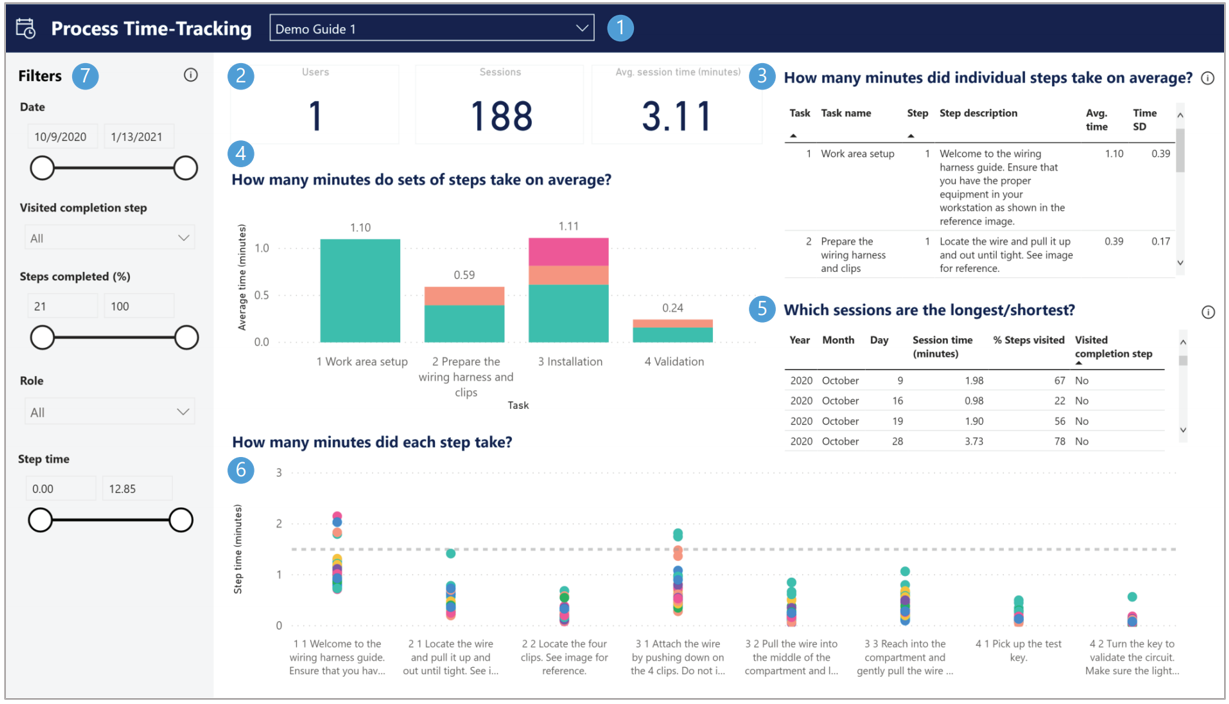 Process Time-Tracking
Demo Guide 1
1
Filters
7
Date
10/9/2020
1/13/2021
Visited completion step
All
Steps completed (%)
21
100
Role
All
Step time
0.00
12.85
2
Users
1
Sessions
188
Avg. session time (minutes)
3.11
3
How many minutes did individual steps take on average?
Task Task name Step Step description Avg. time Time SD
1 Work area setup 1 Welcome to the wiring 1.10 0.39
harness guide. Ensure that
you have the proper
equipment in your
workstation as shown in the
reference image.
2 Prepare the 1 Locate the wire and pull it up 0.39 0.17
wiring harness and out until tight. See image
and clips for reference.
4
How many minutes do sets of steps take on average?
Average time (minutes)
1.0
0.5
0.0
1.10
0.59
1.11
0.24
1 Work area setup
2 Prepare the
wiring harness and
clips
3 Installation
4 Validation
Task
5
Which sessions are the longest/shortest?
Year Month Day Session time (minutes) % Steps visited Visited completion step
2020 October 9 1.98 67 No
2020 October 16 0.98 22 No
2020 October 19 1.90 56 No
2020 October 28 3.73 78 No
How many minutes did each step take?
6
Step time (minutes)
3
2
1
0
1 1 Welcome to the
wiring harness guide.
Ensure that you hav...
2 1 Locate the wire
and pull it up and
out until tight. See i...
2 2 Locate the four
clips. See image for
reference.
3 1 Attach the wire
by pushing down on
the 4 clips. Do not i...
3 2 Pull the wire into
the middle of the
compartment and l...
3 3 Reach into the
compartment and
gently pull the wire ...
4 1 Pick up the test
key.
4 2 Turn the key to
validate the circuit.
Make sure the light...